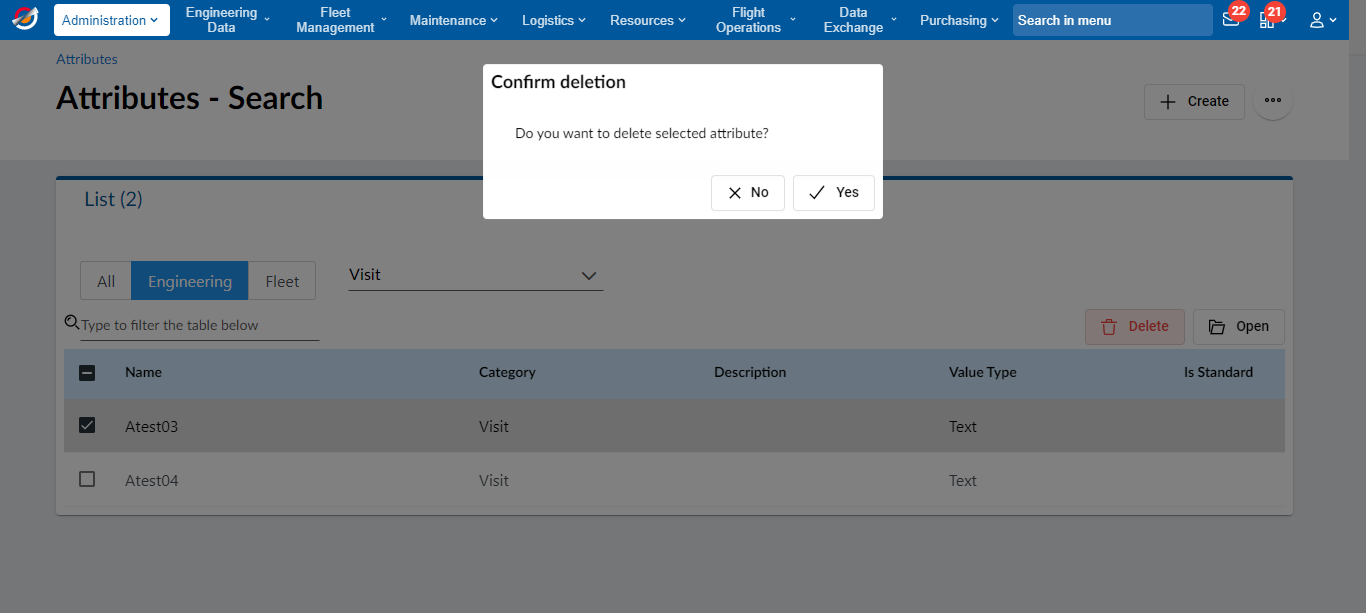 Administration
Engineering
Data
Fleet
Management
Maintenance
Logistics
Resources
Flight
Operations
Data
Exchange
Purchasing
Search in menu
22
21
Attributes
Attributes - Search
Create
Confirm deletion
Do you want to delete selected attribute?
No
Yes
List (2)
All
Engineering
Fleet
Visit
Type to filter the table below
Delete
Open
Name Category Description Value Type Is Standard
Atest03 Visit Text
Atest04 Visit Text